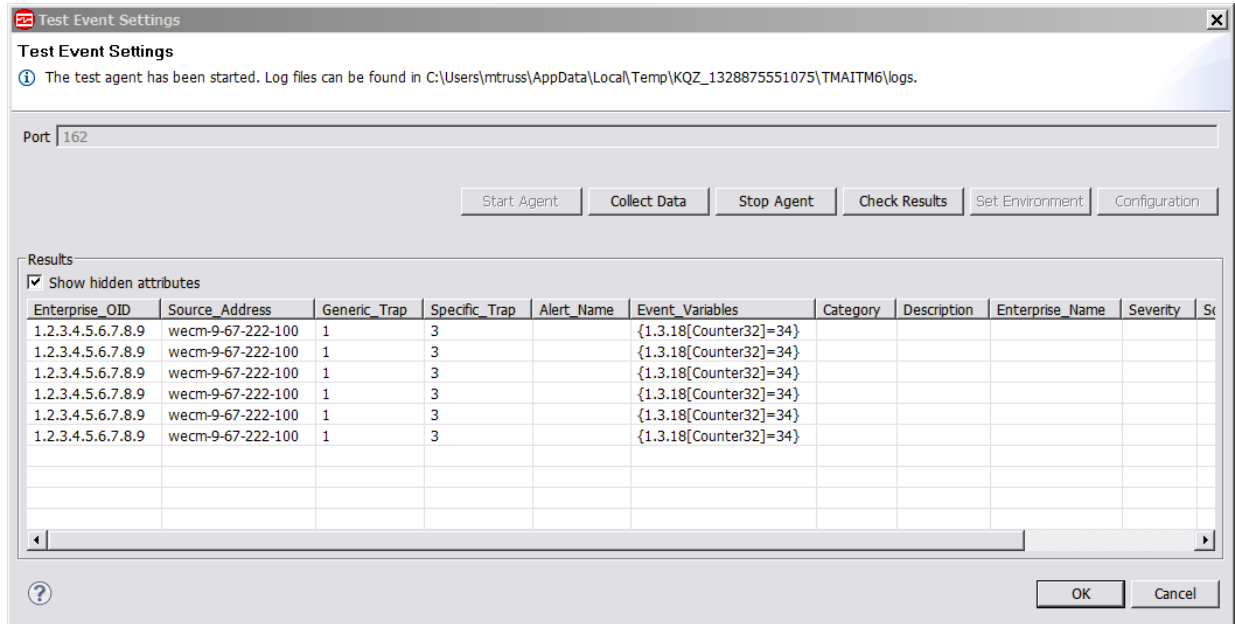 Test Event Settings
Test Event Settings
The test agent has been started. Log files can be found in C:\Users\mtruss\AppData\Local\Temp\KQZ_1328875551075\TMAITM6\logs.
Port 162
Start Agent Collect Data Stop Agent Check Results Set Environment Configuration
Results
Show hidden attributes
Enterprise_OID Source_Address Generic_Trap Specific_Trap Alert_Name Event_Variables Category Description Enterprise_Name Severity So
1.2.3.4.5.6.7.8.9 wecm-9-67-222-100 1 3 {1.3.18[Counter32]=34}
1.2.3.4.5.6.7.8.9 wecm-9-67-222-100 1 3 {1.3.18[Counter32]=34}
1.2.3.4.5.6.7.8.9 wecm-9-67-222-100 1 3 {1.3.18[Counter32]=34}
1.2.3.4.5.6.7.8.9 wecm-9-67-222-100 1 3 {1.3.18[Counter32]=34}
1.2.3.4.5.6.7.8.9 wecm-9-67-222-100 1 3 {1.3.18[Counter32]=34}
1.2.3.4.5.6.7.8.9 wecm-9-67-222-100 1 3 {1.3.18[Counter32]=34}
OK Cancel